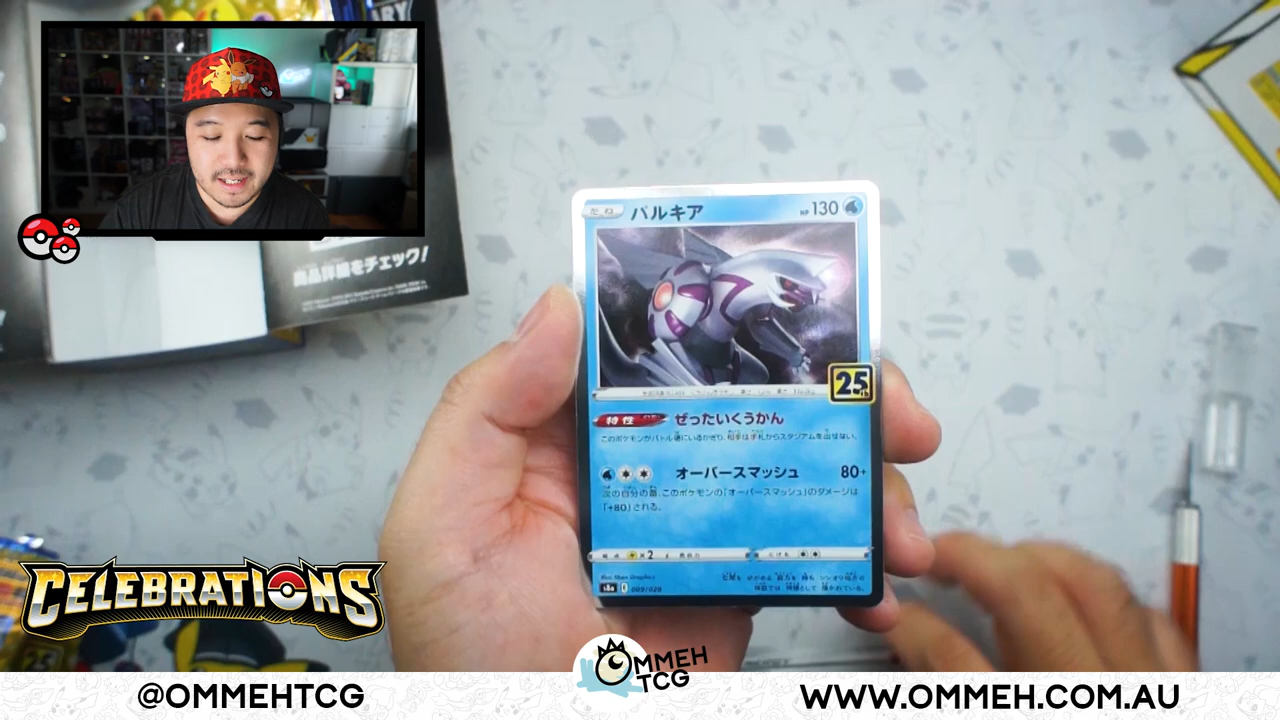 商品詳細をチェック!
たね パルキア HP 130
25th
特性 ぜったいくうかん
このポケモンがバトル場にいるかぎり、相手は手札からスタジアムを出せない。
オーバースマッシュ 80+
次の自分の番、このポケモンの「オーバースマッシュ」のダメージは
「+80」される。
×2
s8a 009/028
CELEBRATIONS
25
OMMEH
TCG
@OMMEHTCG
WWW.OMMEH.COM.AU